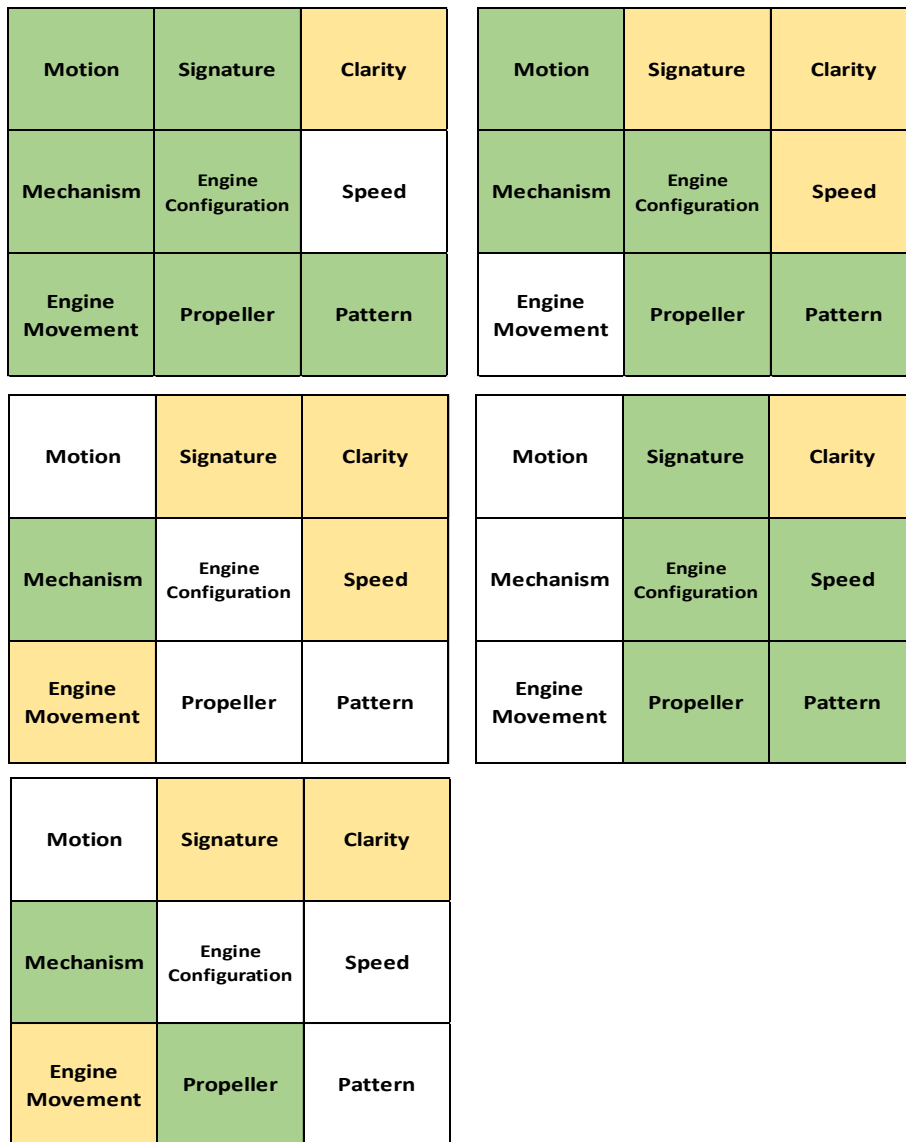 Motion Signature Clarity
Mechanism Engine Configuration Speed
Engine Movement Propeller Pattern
Motion Signature Clarity
Mechanism Engine Configuration Speed
Engine Movement Propeller Pattern
Motion Signature Clarity
Mechanism Engine Configuration Speed
Engine Movement Propeller Pattern
Motion Signature Clarity
Mechanism Engine Configuration Speed
Engine Movement Propeller Pattern
Motion Signature Clarity
Mechanism Engine Configuration Speed
Engine Movement Propeller Pattern